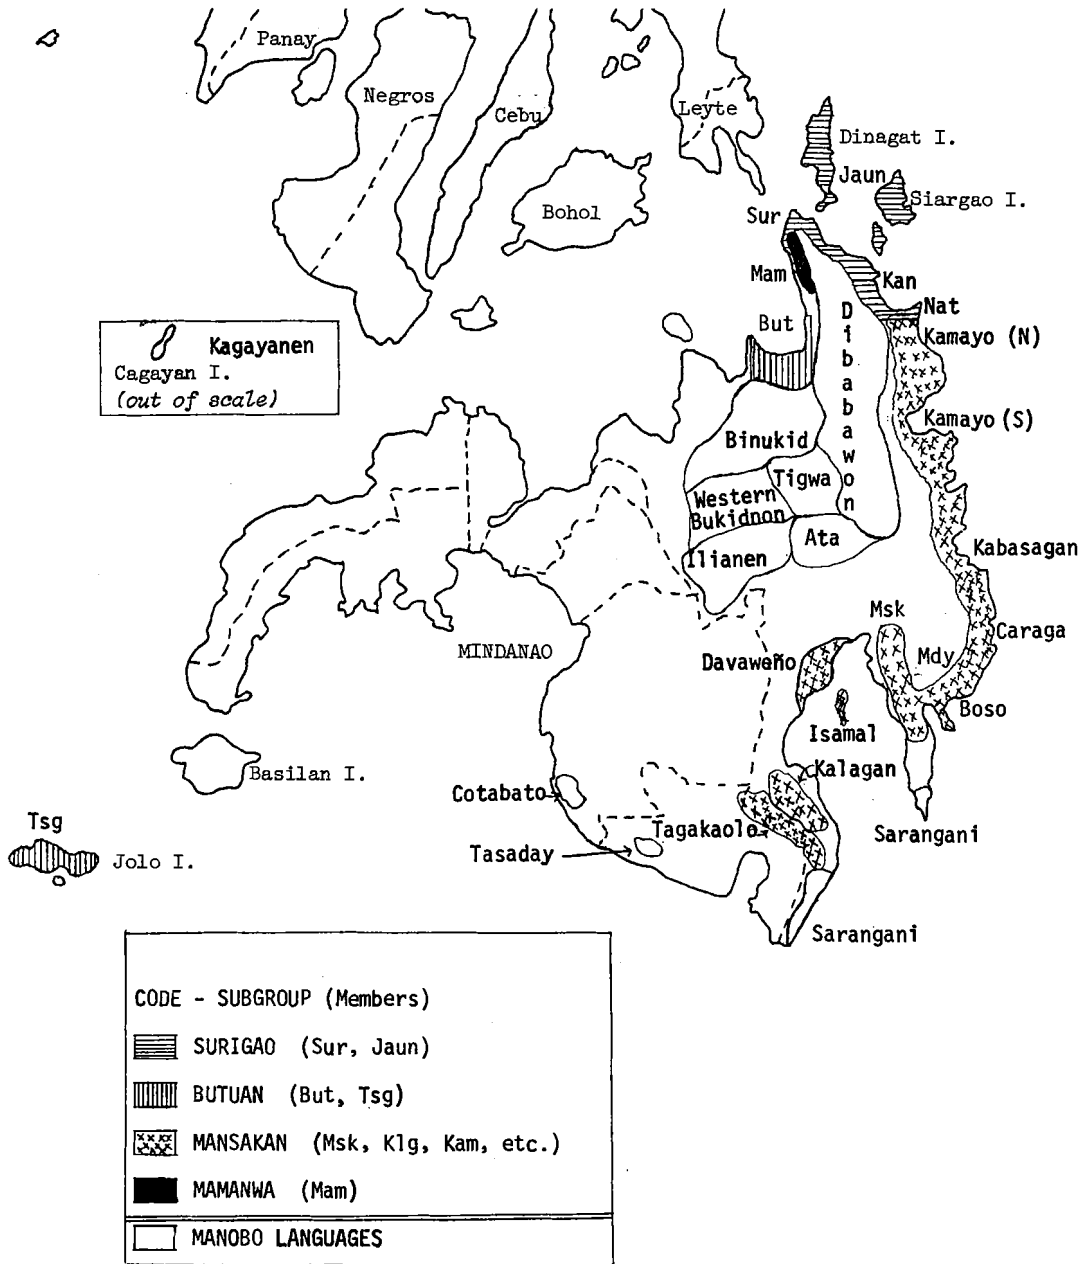 Panay
Negros
Cebu
Leyte
Dinagat I.
Jaun
Siargao I.
Bohol
Sur
Mam
Kan
Nat
But
Kamayo (N)
Dibabawon
Kagayanen
Cagayan I.
(out of scale)
Kamayo (S)
Binukid
Tigwa
Western
Bukidnon
Ata
Ilianen
Kabasagan
Msk
Caraga
MINDANAO
Davaweño
Mdy
Boso
Isamal
Basilan I.
Kalagan
Cotabato
Tagakaolo
Sarangani
Tsg
Jolo I.
Tasaday
Sarangani
CODE - SUBGROUP (Members)
SURIGAO (Sur, Jaun)
BUTUAN (But, Tsg)
MANSAKAN (Msk, Klg, Kam, etc.)
MAMANWA (Mam)
MANOBO LANGUAGES